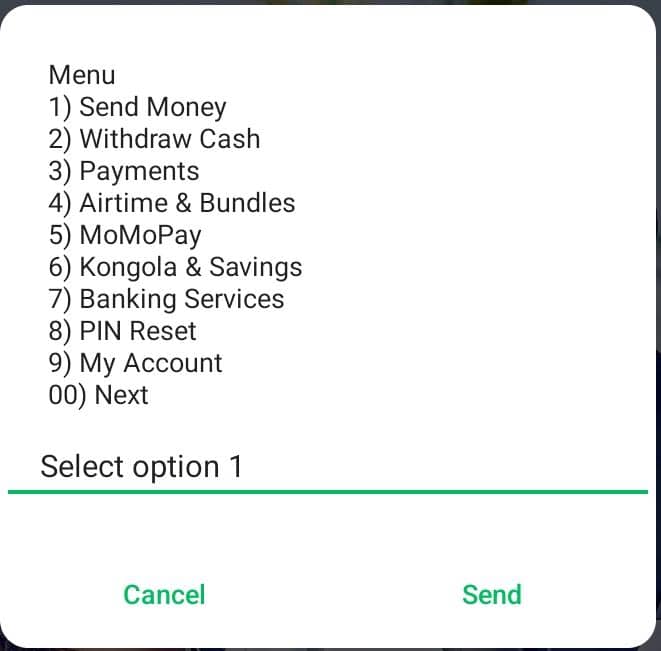 Menu
1) Send Money
2) Withdraw Cash
3) Payments
4) Airtime & Bundles
5) MoMoPay
6) Kongola & Savings
7) Banking Services
8) PIN Reset
9) My Account
00) Next
Select option 1
Cancel
Send